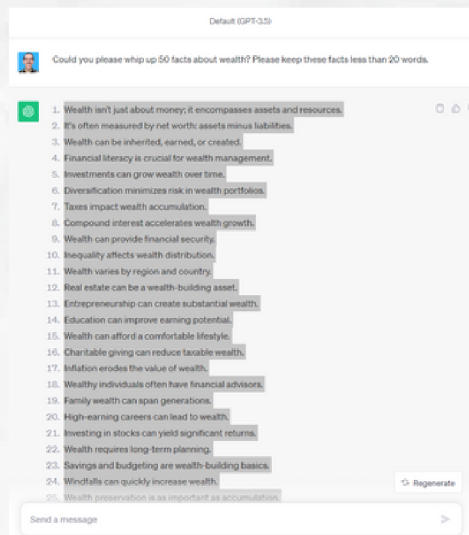 Default (GPT-3.5)
Could you please whip up 50 facts about wealth? Please keep these facts less than 20 words.
1. Wealth isn't just about money; it encompasses assets and resources.
2. It's often measured by net worth: assets minus liabilities.
3. Wealth can be inherited, earned, or created.
4. Financial literacy is crucial for wealth management.
5. Investments can grow wealth over time.
6. Diversification minimizes risk in wealth portfolios.
7. Taxes impact wealth accumulation.
8. Compound interest accelerates wealth growth.
9. Wealth can provide financial security.
10. Inequality affects wealth distribution.
11. Wealth varies by region and country.
12. Real estate can be a wealth-building asset.
13. Entrepreneurship can create substantial wealth.
14. Education can improve earning potential.
15. Wealth can afford a comfortable lifestyle.
16. Charitable giving can reduce taxable wealth.
17. Inflation erodes the value of wealth.
18. Wealthy individuals often have financial advisors.
19. Family wealth can span generations.
20. High-earning careers can lead to wealth.
21. Investing in stocks can yield significant returns.
22. Wealth requires long-term planning.
23. Savings and budgeting are wealth-building basics.
24. Windfalls can quickly increase wealth.
Regenerate
25. Wealth preservation is as important as accumulation.
Send a message